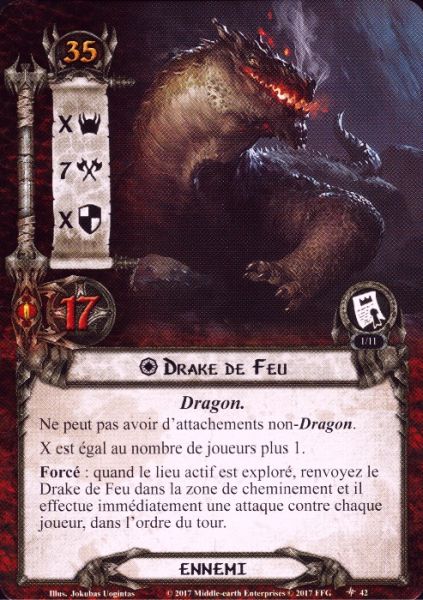 35
X
7
X
17
1/11
Drake de Feu
Dragon.
Ne peut pas avoir d'attachements non-Dragon.
X est égal au nombre de joueurs plus 1.
Forcé : quand le lieu actif est exploré, renvoyez le
Drake de Feu dans la zone de cheminement et il
effectue immédiatement une attaque contre chaque
joueur, dans l'ordre du tour.
ENNEMI
Illus. Jokubas Uogintas © 2017 Middle-earth Enterprises © 2017 FFG 42